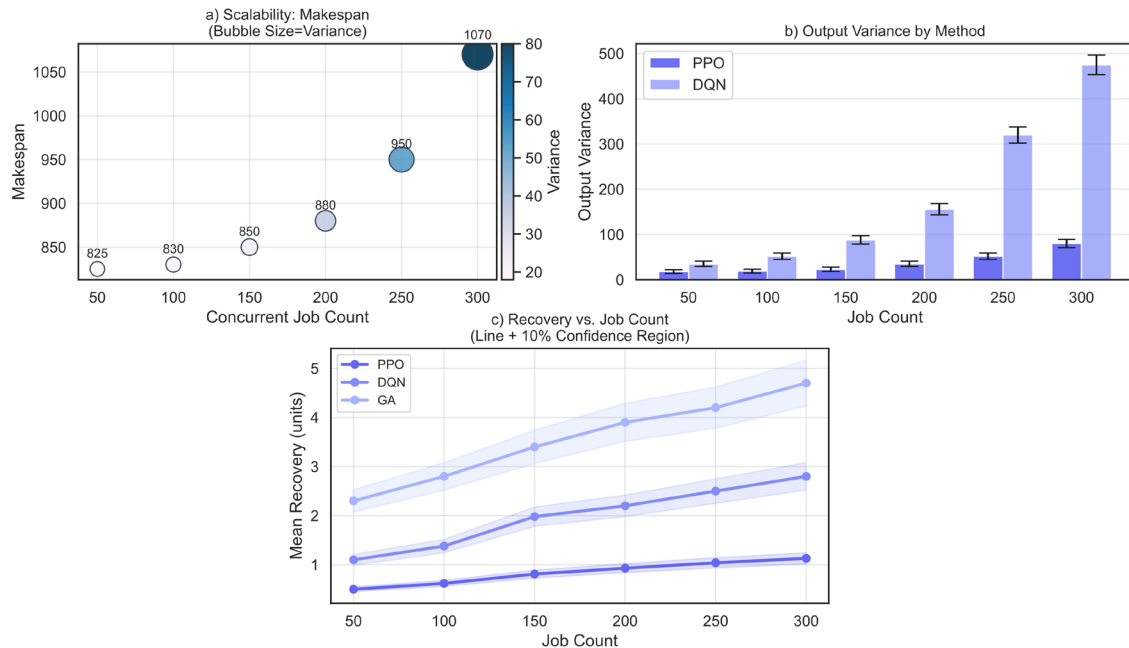 a) Scalability: Makespan
(Bubble Size=Variance)
Makespan
1050
1000
950
900
850
825
830
850
880
950
1070
50 100 150 200 250 300
Concurrent Job Count
80
70
60
50
40
30
20
Variance
b) Output Variance by Method
PPO
DQN
Output Variance
500
400
300
200
100
0
50 100 150 200 250 300
Job Count
c) Recovery vs. Job Count
(Line + 10% Confidence Region)
PPO
DQN
GA
Mean Recovery (units)
5
4
3
2
1
50 100 150 200 250 300
Job Count